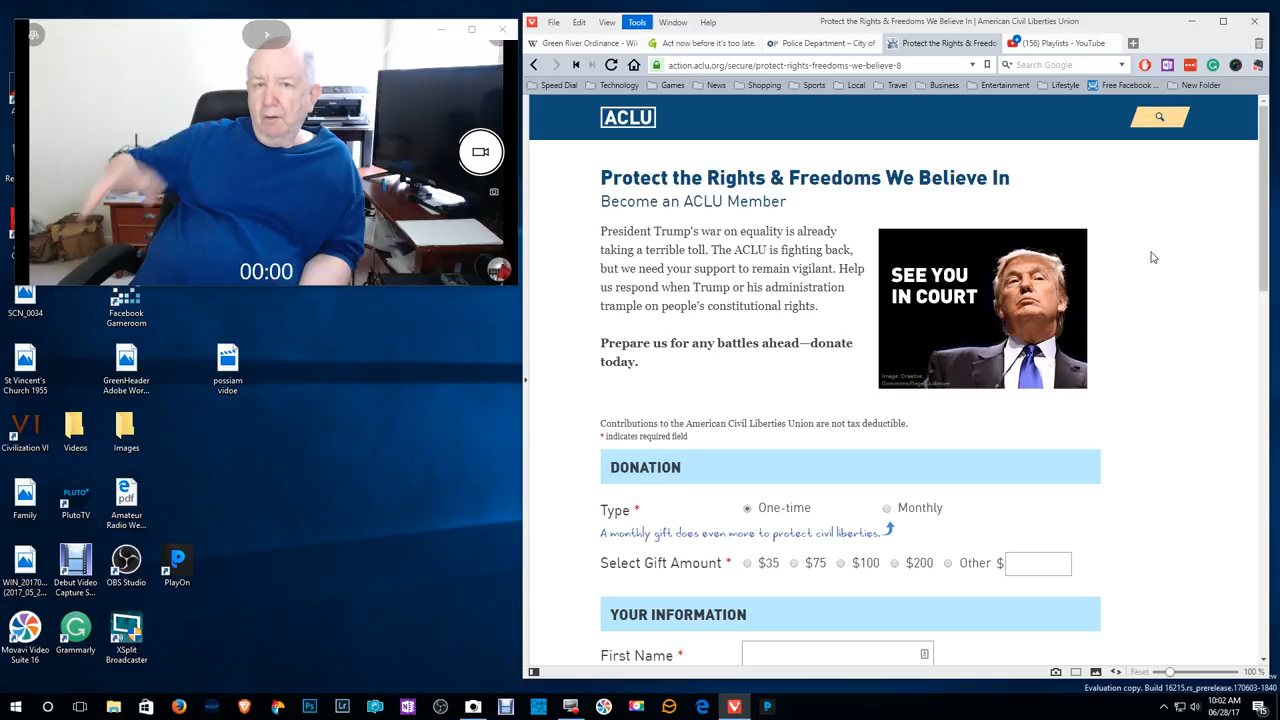 File Edit View Tools Window Help
Protect the Rights & Freedoms We Believe In | American Civil Liberties Union
Green River Ordinance - Wi
Act now before it's too late.
Police Department – City of
Protect the Rights & Freedo
(156) Playlists - YouTube
action.aclu.org/secure/protect-rights-freedoms-we-believe-8
Search Google
Speed Dial Technology Games News Shopping Sports Local Travel Business Entertainment Lifestyle Free Facebook ... New Folder
ACLU
Protect the Rights & Freedoms We Believe In
Become an ACLU Member
President Trump's war on equality is already
taking a terrible toll. The ACLU is fighting back,
but we need your support to remain vigilant. Help
us respond when Trump or his administration
trample on people's constitutional rights.
Prepare us for any battles ahead—donate
today.
SEE YOU
IN COURT
Image: Creative
Contributions to the American Civil Liberties Union are not tax deductible.
* indicates required field
DONATION
Type * One-time Monthly
A monthly gift does even more to protect civil liberties.
Select Gift Amount * $35 $75 $100 $200 Other $
YOUR INFORMATION
First Name *
Reset 100 %
00:00
SCN_0034
Facebook
Gameroom
St Vincent's
Church 1955
GreenHeader
Adobe Wor...
possiam
vidoe
VI
Civilization VI
Videos
Images
Family
PLUTO
PlutoTV
e
pdf
Amateur
Radio We...
WIN_20170...
(2017_05_2...
Debut Video
Capture S...
OBS Studio
PlayOn
Movavi Video
Suite 16
Grammarly
XSplit
Broadcaster
Evaluation copy. Build 16215.rs_prerelease.170603-1840
10:02 AM
06/28/17
15